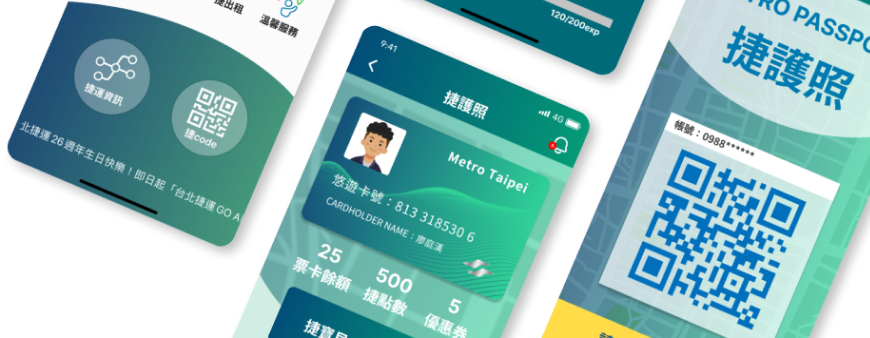 捷出租
溫馨服務
捷運資訊
捷code
北捷運26週年生日快樂！即日起「台北捷運GO A
120/200exp
9:41
4G
捷護照
Metro Taipei
悠遊卡號：813 318530 6
CARDHOLDER NAME：廖庭漢
25
票卡餘額
500
捷點數
5
優惠券
TRO PASSPO
捷護照
帳號：0988******